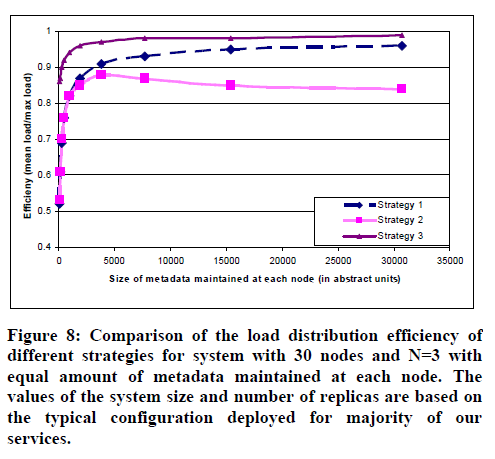 1
0.9
0.8
0.7
0.6
0.5
0.4
Efficieny (mean load/max load)
Strategy 1
Strategy 2
Strategy 3
0
5000
10000
15000
20000
25000
30000
35000
Size of metadata maintained at each node (in abstract units)
Figure 8: Comparison of the load distribution efficiency of
different strategies for system with 30 nodes and N=3 with
equal amount of metadata maintained at each node. The
values of the system size and number of replicas are based on
the typical configuration deployed for majority of our
services.